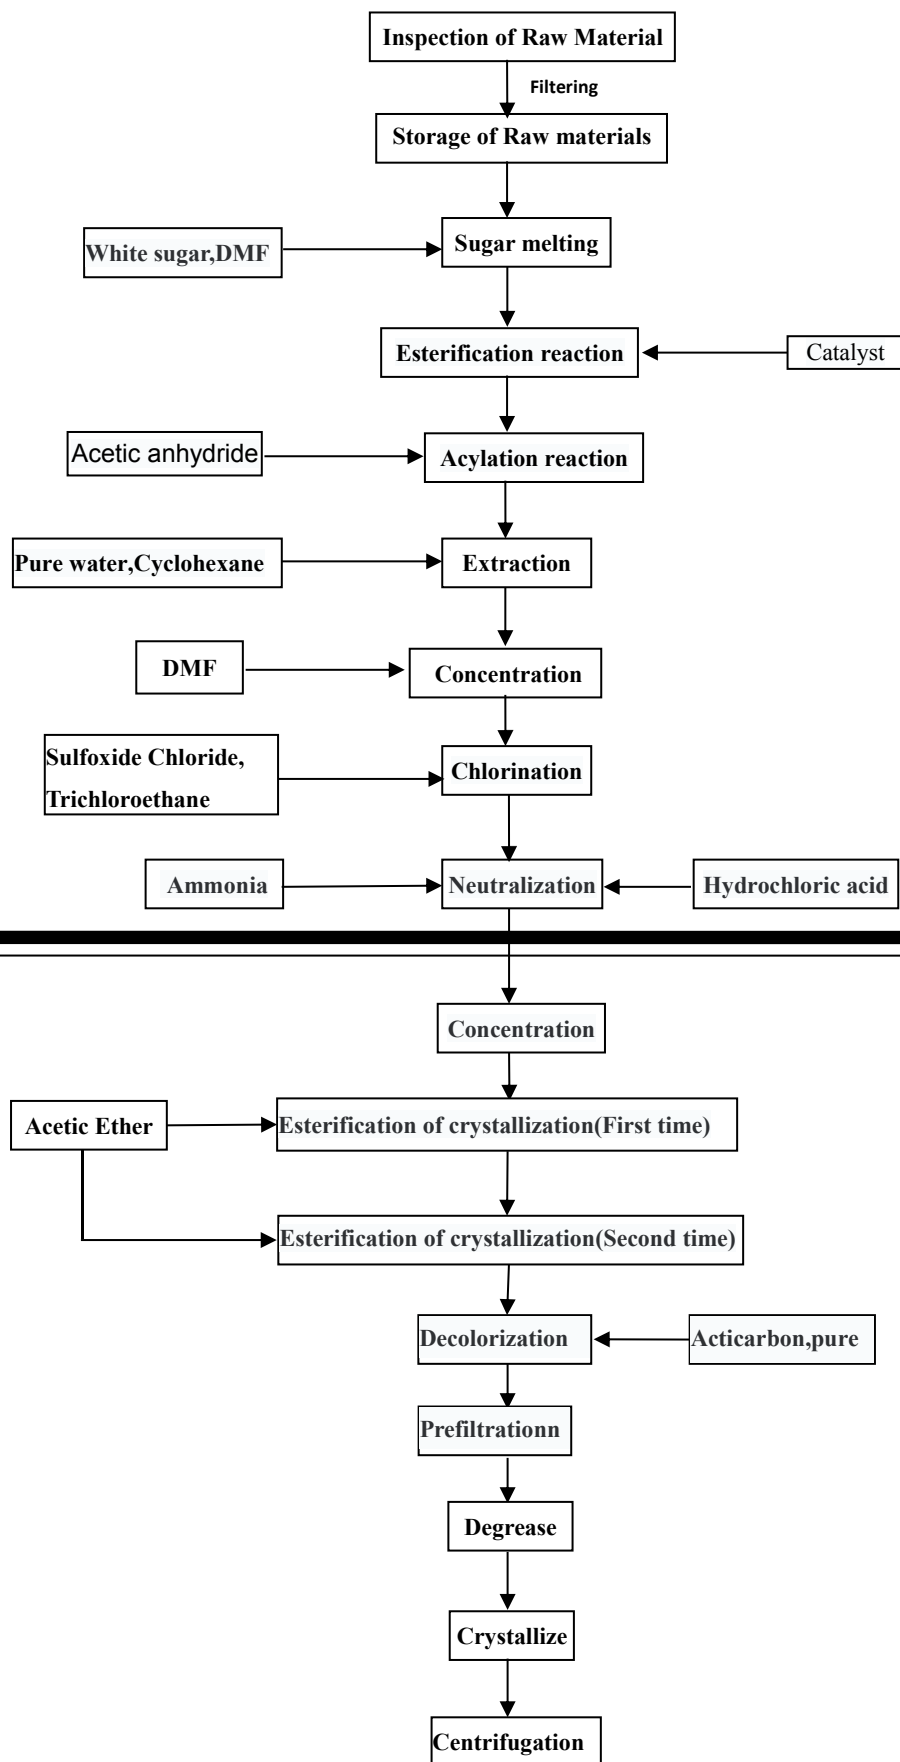 Inspection of Raw Material
Filtering
Storage of Raw materials
White sugar,DMF
Sugar melting
Esterification reaction
Catalyst
Acetic anhydride
Acylation reaction
Pure water,Cyclohexane
Extraction
DMF
Concentration
Sulfoxide Chloride,
Trichloroethane
Chlorination
Ammonia
Neutralization
Hydrochloric acid
Concentration
Acetic Ether
Esterification of crystallization(First time)
Esterification of crystallization(Second time)
Decolorization
Acticarbon,pure
Prefiltrationn
Degrease
Crystallize
Centrifugation